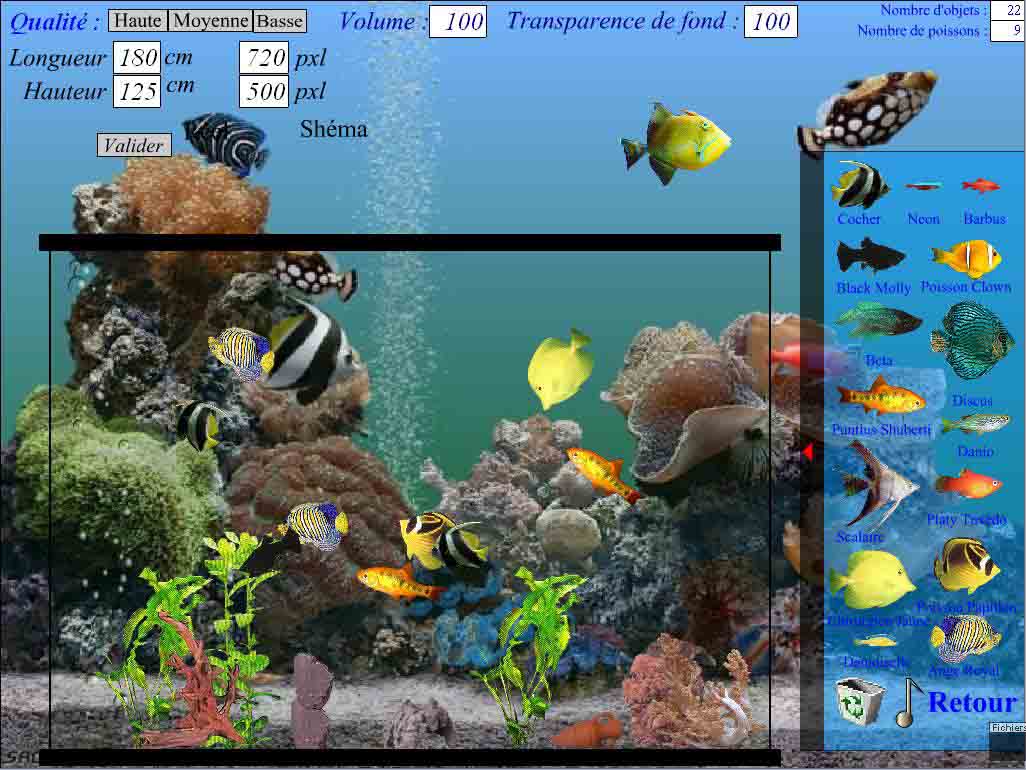 Qualité : Haute Moyenne Basse
Volume : 100
Transparence de fond : 100
Nombre d'objets : 22
Nombre de poissons : 9
Longueur 180 cm 720 pxl
Hauteur 125 cm 500 pxl
Shéma
Valider
Cocher Neon Barbus
Black Molly Poisson Clown
Beta
Discus
Puntius Shuberti
Danio
Platy Tuxédo
Scalaire
Poisson Papillon
Chirurgien Jaune
Demoiselle
Ange Royal
Retour
Fichiers